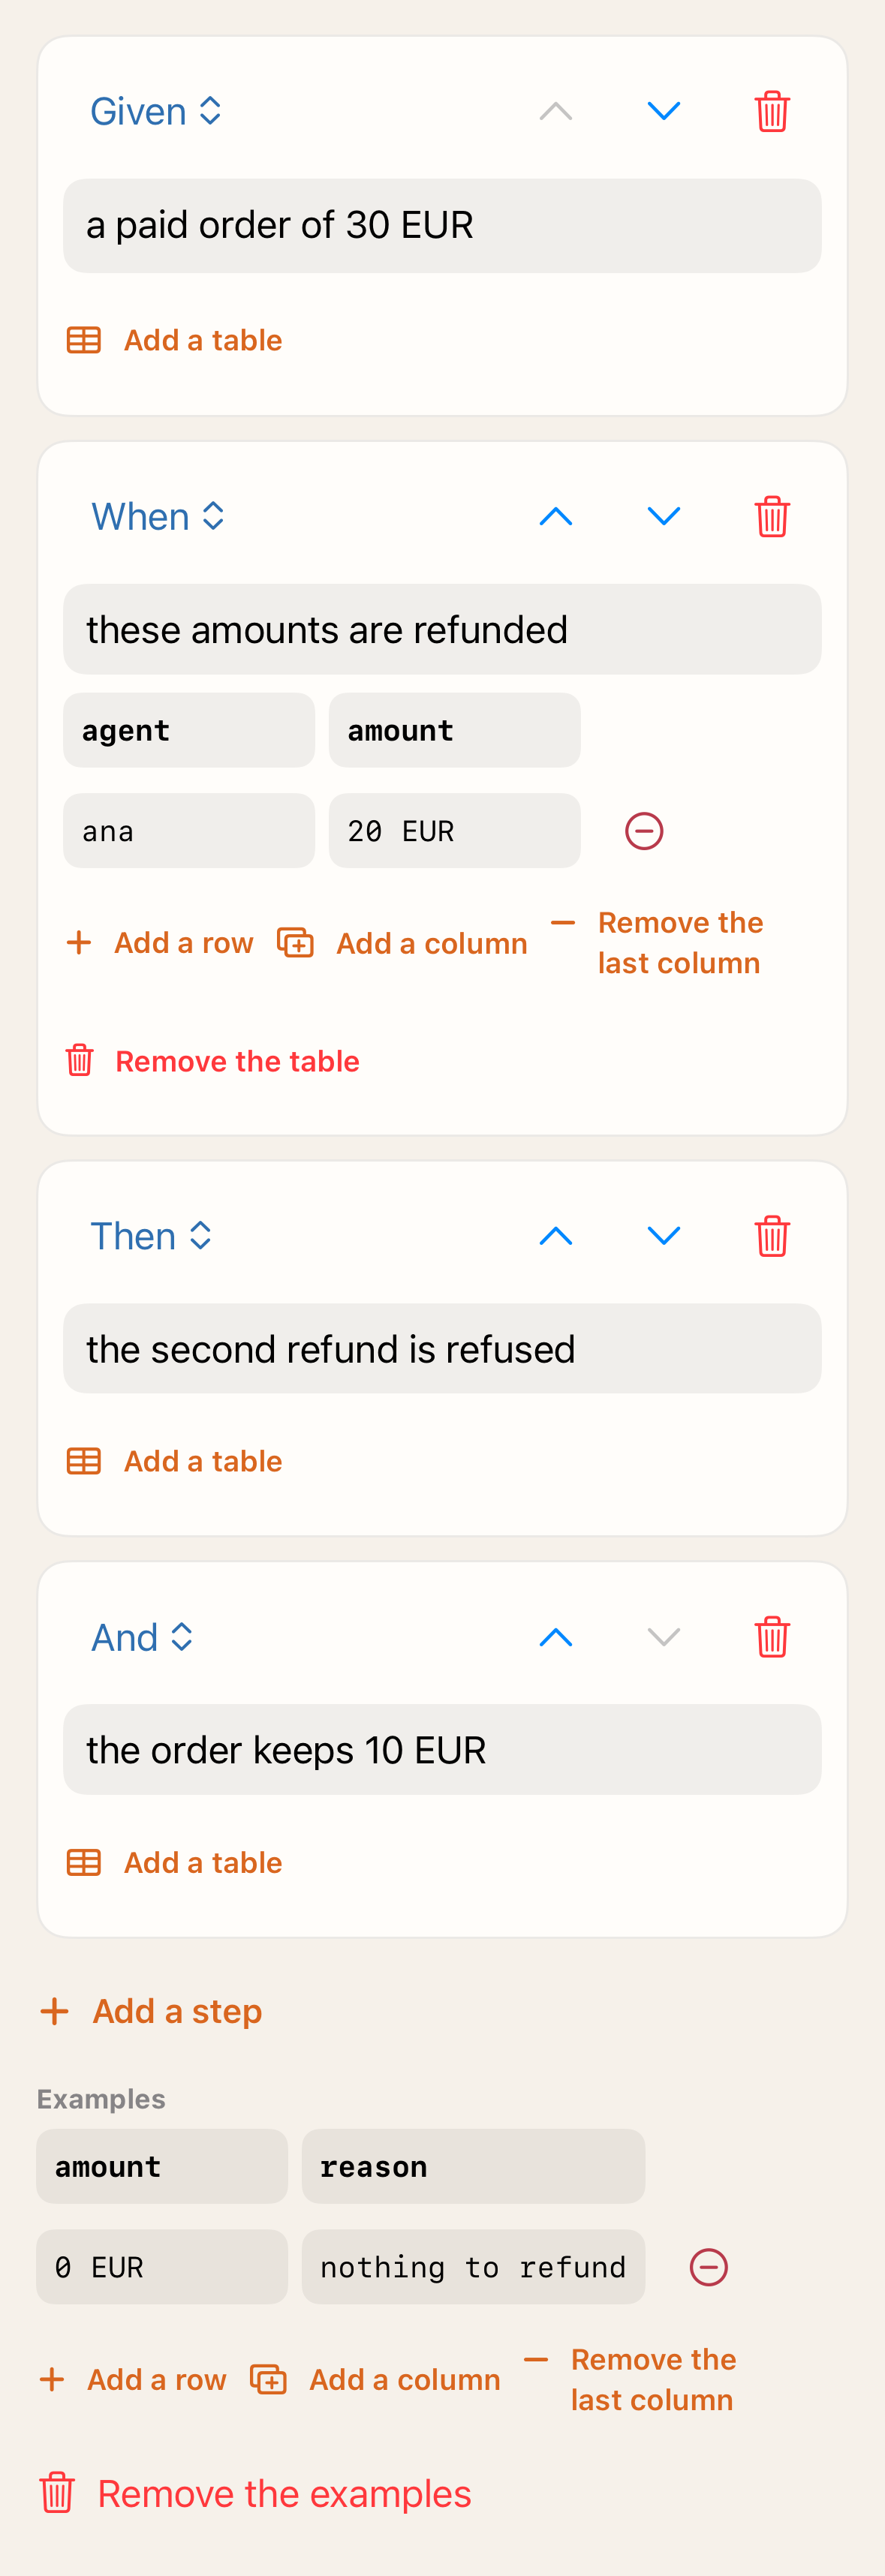 Given
a paid order of 30 EUR
Add a table
When
these amounts are refunded
agent amount
ana 20 EUR
Add a row Add a column Remove the
last column
Remove the table
Then
the second refund is refused
Add a table
And
the order keeps 10 EUR
Add a table
Add a step
Examples
amount reason
0 EUR nothing to refund
Add a row Add a column Remove the
last column
Remove the examples